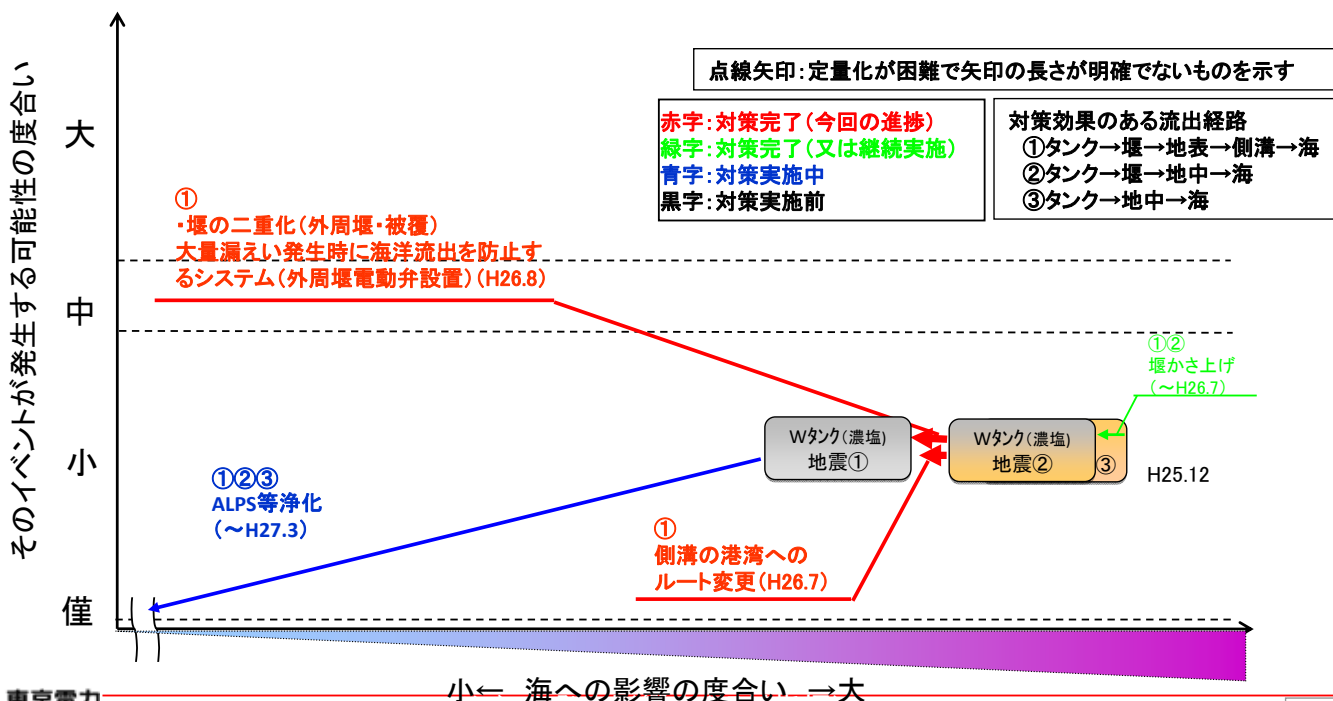 そのイベントが発生する可能性の度合い
大
中
小
僅
点線矢印:定量化が困難で矢印の長さが明確でないものを示す
赤字:対策完了(今回の進捗)
緑字:対策完了(又は継続実施)
青字:対策実施中
黒字:対策実施前
対策効果のある流出経路
①タンク→堰→地表→側溝→海
②タンク→堰→地中→海
③タンク→地中→海
①
・堰の二重化(外周堰・被覆)
大量漏えい発生時に海洋流出を防止す
るシステム(外周堰電動弁設置)(H26.8)
①②
堰かさ上げ
(~H26.7)
Wタンク(濃塩)
地震①
Wタンク(濃塩)
地震②
③
H25.12
①②③
ALPS等浄化
(~H27.3)
①
側溝の港湾への
ルート変更(H26.7)
小← 海への影響の度合い →大
東京電力